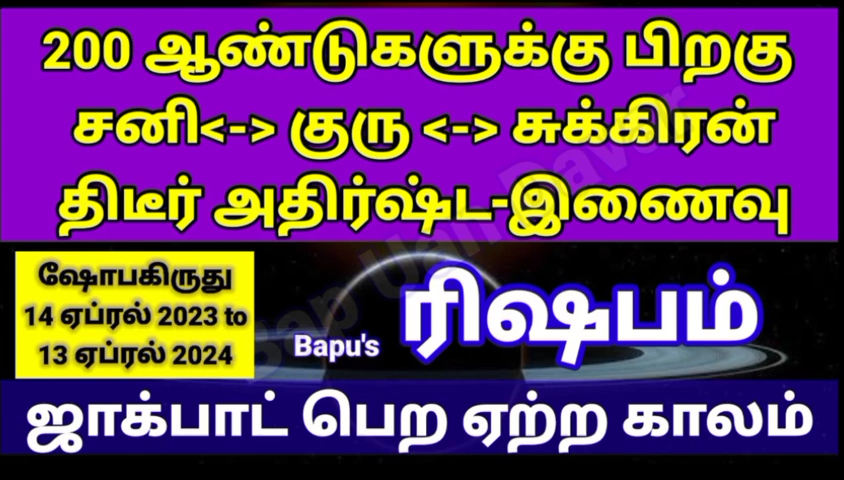 200 ஆண்டுகளுக்கு பிறகு
சனி<-> குரு <-> சுக்கிரன்
திடீர் அதிர்ஷ்ட-இணைவு
ஷோபகிருது
14 ஏப்ரல் 2023 to
13 ஏப்ரல் 2024
Bapu's ரிஷபம்
ஜாக்பாட் பெற ஏற்ற காலம்